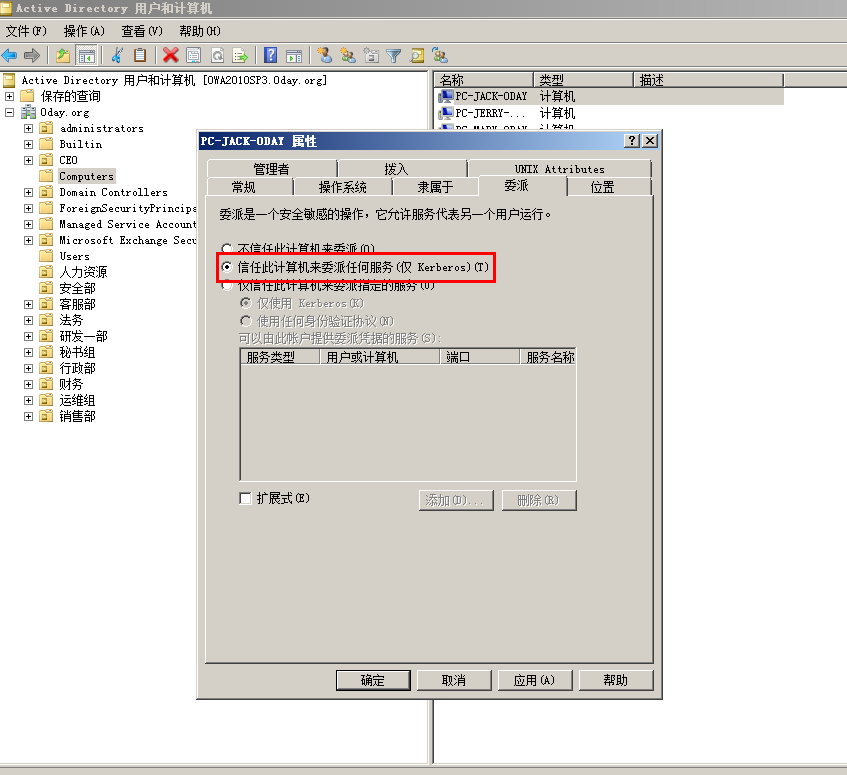 Active Directory 用户和计算机
文件(F) 操作(A) 查看(V) 帮助(H)
Active Directory 用户和计算机 [OWA2010SP3.0day.org]
保存的查询
0day.org
administrators
Builtin
CEO
Computers
Domain Controllers
ForeignSecurityPrincipa
Managed Service Account
Microsoft Exchange Secu
Users
人力资源
安全部
客服部
法务
研发一部
秘书组
行政部
财务
运维组
销售部
名称 类型 描述
PC-JACK-0DAY 计算机
PC-JERRY-... 计算机
PC-MARY-0DAY 计算机
PC-JACK-0DAY 属性
管理者 拨入 UNIX Attributes
常规 操作系统 隶属于 委派 位置
委派是一个安全敏感的操作，它允许服务代表另一个用户运行。
不信任此计算机来委派(O)
信任此计算机来委派任何服务(仅 Kerberos)(T)
仅信任此计算机来委派指定的服务(U)
仅使用 Kerberos(K)
使用任何身份验证协议(N)
可以由此帐户提供委派凭据的服务(S):
服务类型 用户或计算机 端口 服务名称
扩展式(E)
添加(D)... 删除(R)
确定 取消 应用(A) 帮助